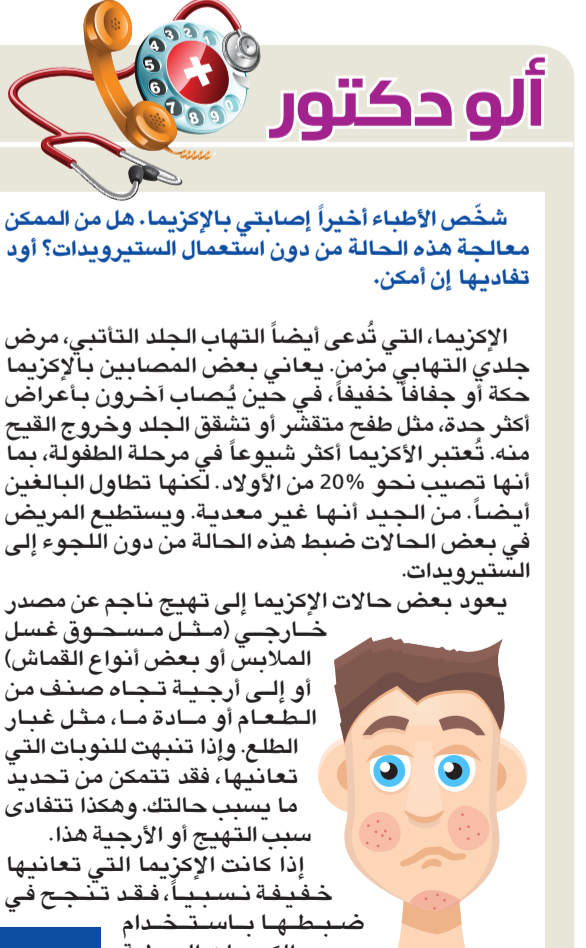 ألو دكتور
شخّص الأطباء أخيراً إصابتي بالإكزيما. هل من الممكن
معالجة هذه الحالة من دون استعمال الستيرويدات؟ أود
تفاديها إن أمكن.
الإكزيما، التي تُدعى أيضاً التهاب الجلد التأتبي، مرض
جلدي التهابي مزمن. يعاني بعض المصابين بالإكزيما
حكة أو جفافاً خفيفاً، في حين يُصاب آخرون بأعراض
أكثر حدة، مثل طفح متقشر أو تشقق الجلد وخروج القيح
منه. تُعتبر الأكزيما أكثر شيوعاً في مرحلة الطفولة، بما
أنها تصيب نحو 20% من الأولاد. لكنها تطاول البالغين
أيضاً. من الجيد أنها غير معدية. ويستطيع المريض
في بعض الحالات ضبط هذه الحالة من دون اللجوء إلى
الستيرويدات.
يعود بعض حالات الإكزيما إلى تهيج ناجم عن مصدر
خارجي (مثل مسحوق غسل
الملابس أو بعض أنواع القماش)
أو إلى أرجية تجاه صنف من
الطعام أو مادة ما، مثل غبار
الطلع. وإذا تنبهت للنوبات التي
تعانيها، فقد تتمكن من تحديد
ما يسبب حالتك. وهكذا تتفادى
سبب التهيج أو الأرجية هذا.
إذا كانت الإكزيما التي تعانيها
خفيفة نسبياً، فقد تنجح في
ضبطها باستخدام